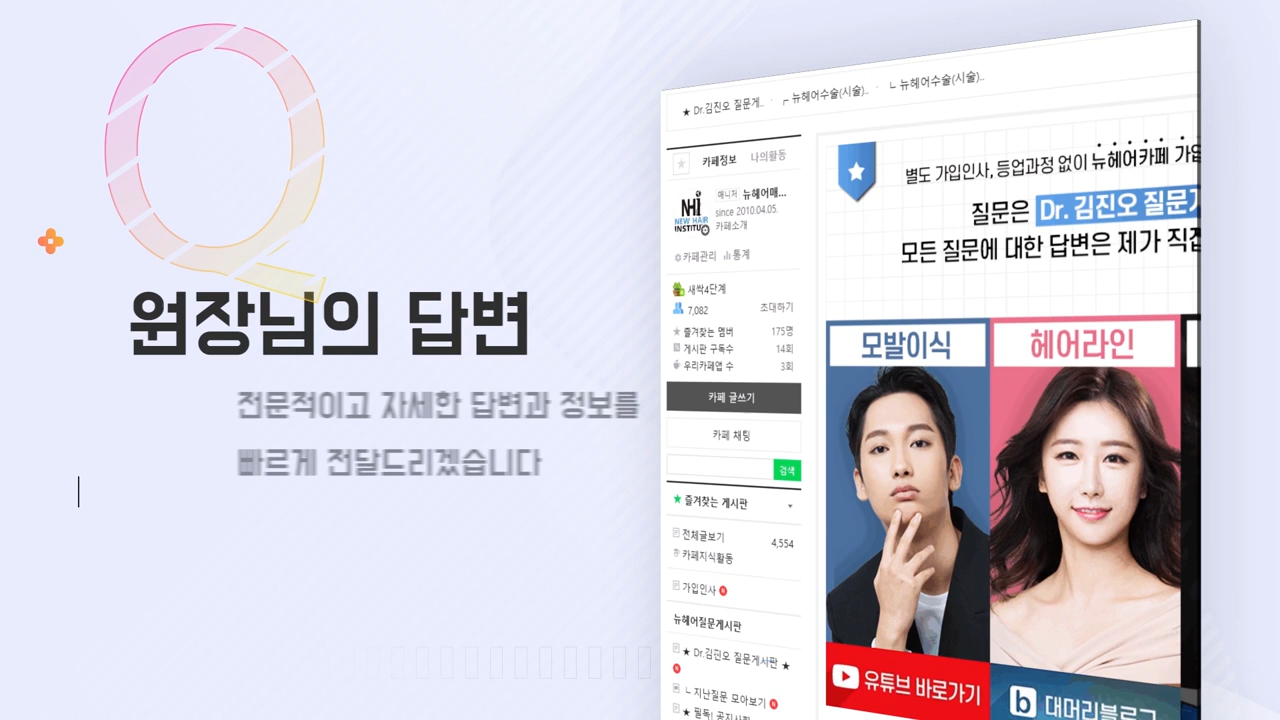 Q
원장님의 답변
전문적이고 자세한 답변과 정보를
빠르게 전달드리겠습니다
★ Dr.김진오 질문게.. · ┌ 뉴헤어수술(시술).. · ㄴ 뉴헤어수술(시술)..
카페정보 나의활동
매니저 뉴헤어매...
since 2010.04.05.
카페소개
NHI
NEW HAIR
INSTITU
카페관리 통계
새싹4단계
7,082 초대하기
즐겨찾는 멤버 175명
게시판 구독수 14회
우리카페앱 수 3회
카페 글쓰기
카페 채팅
검색
★ 즐겨찾는 게시판
전체글보기 4,554
카페지식활동
가입인사 N
뉴헤어질문게시판
★ Dr.김진오 질문게시판 ★
N
ㄴ 지난질문 모아보기 N
★ 필독! 공지사항
별도 가입인사, 등업과정 없이 뉴헤어카페 가입
질문은 Dr. 김진오 질문게
모든 질문에 대한 답변은 제가 직접
모발이식
헤어라인
유튜브 바로가기
b 대머리블로그